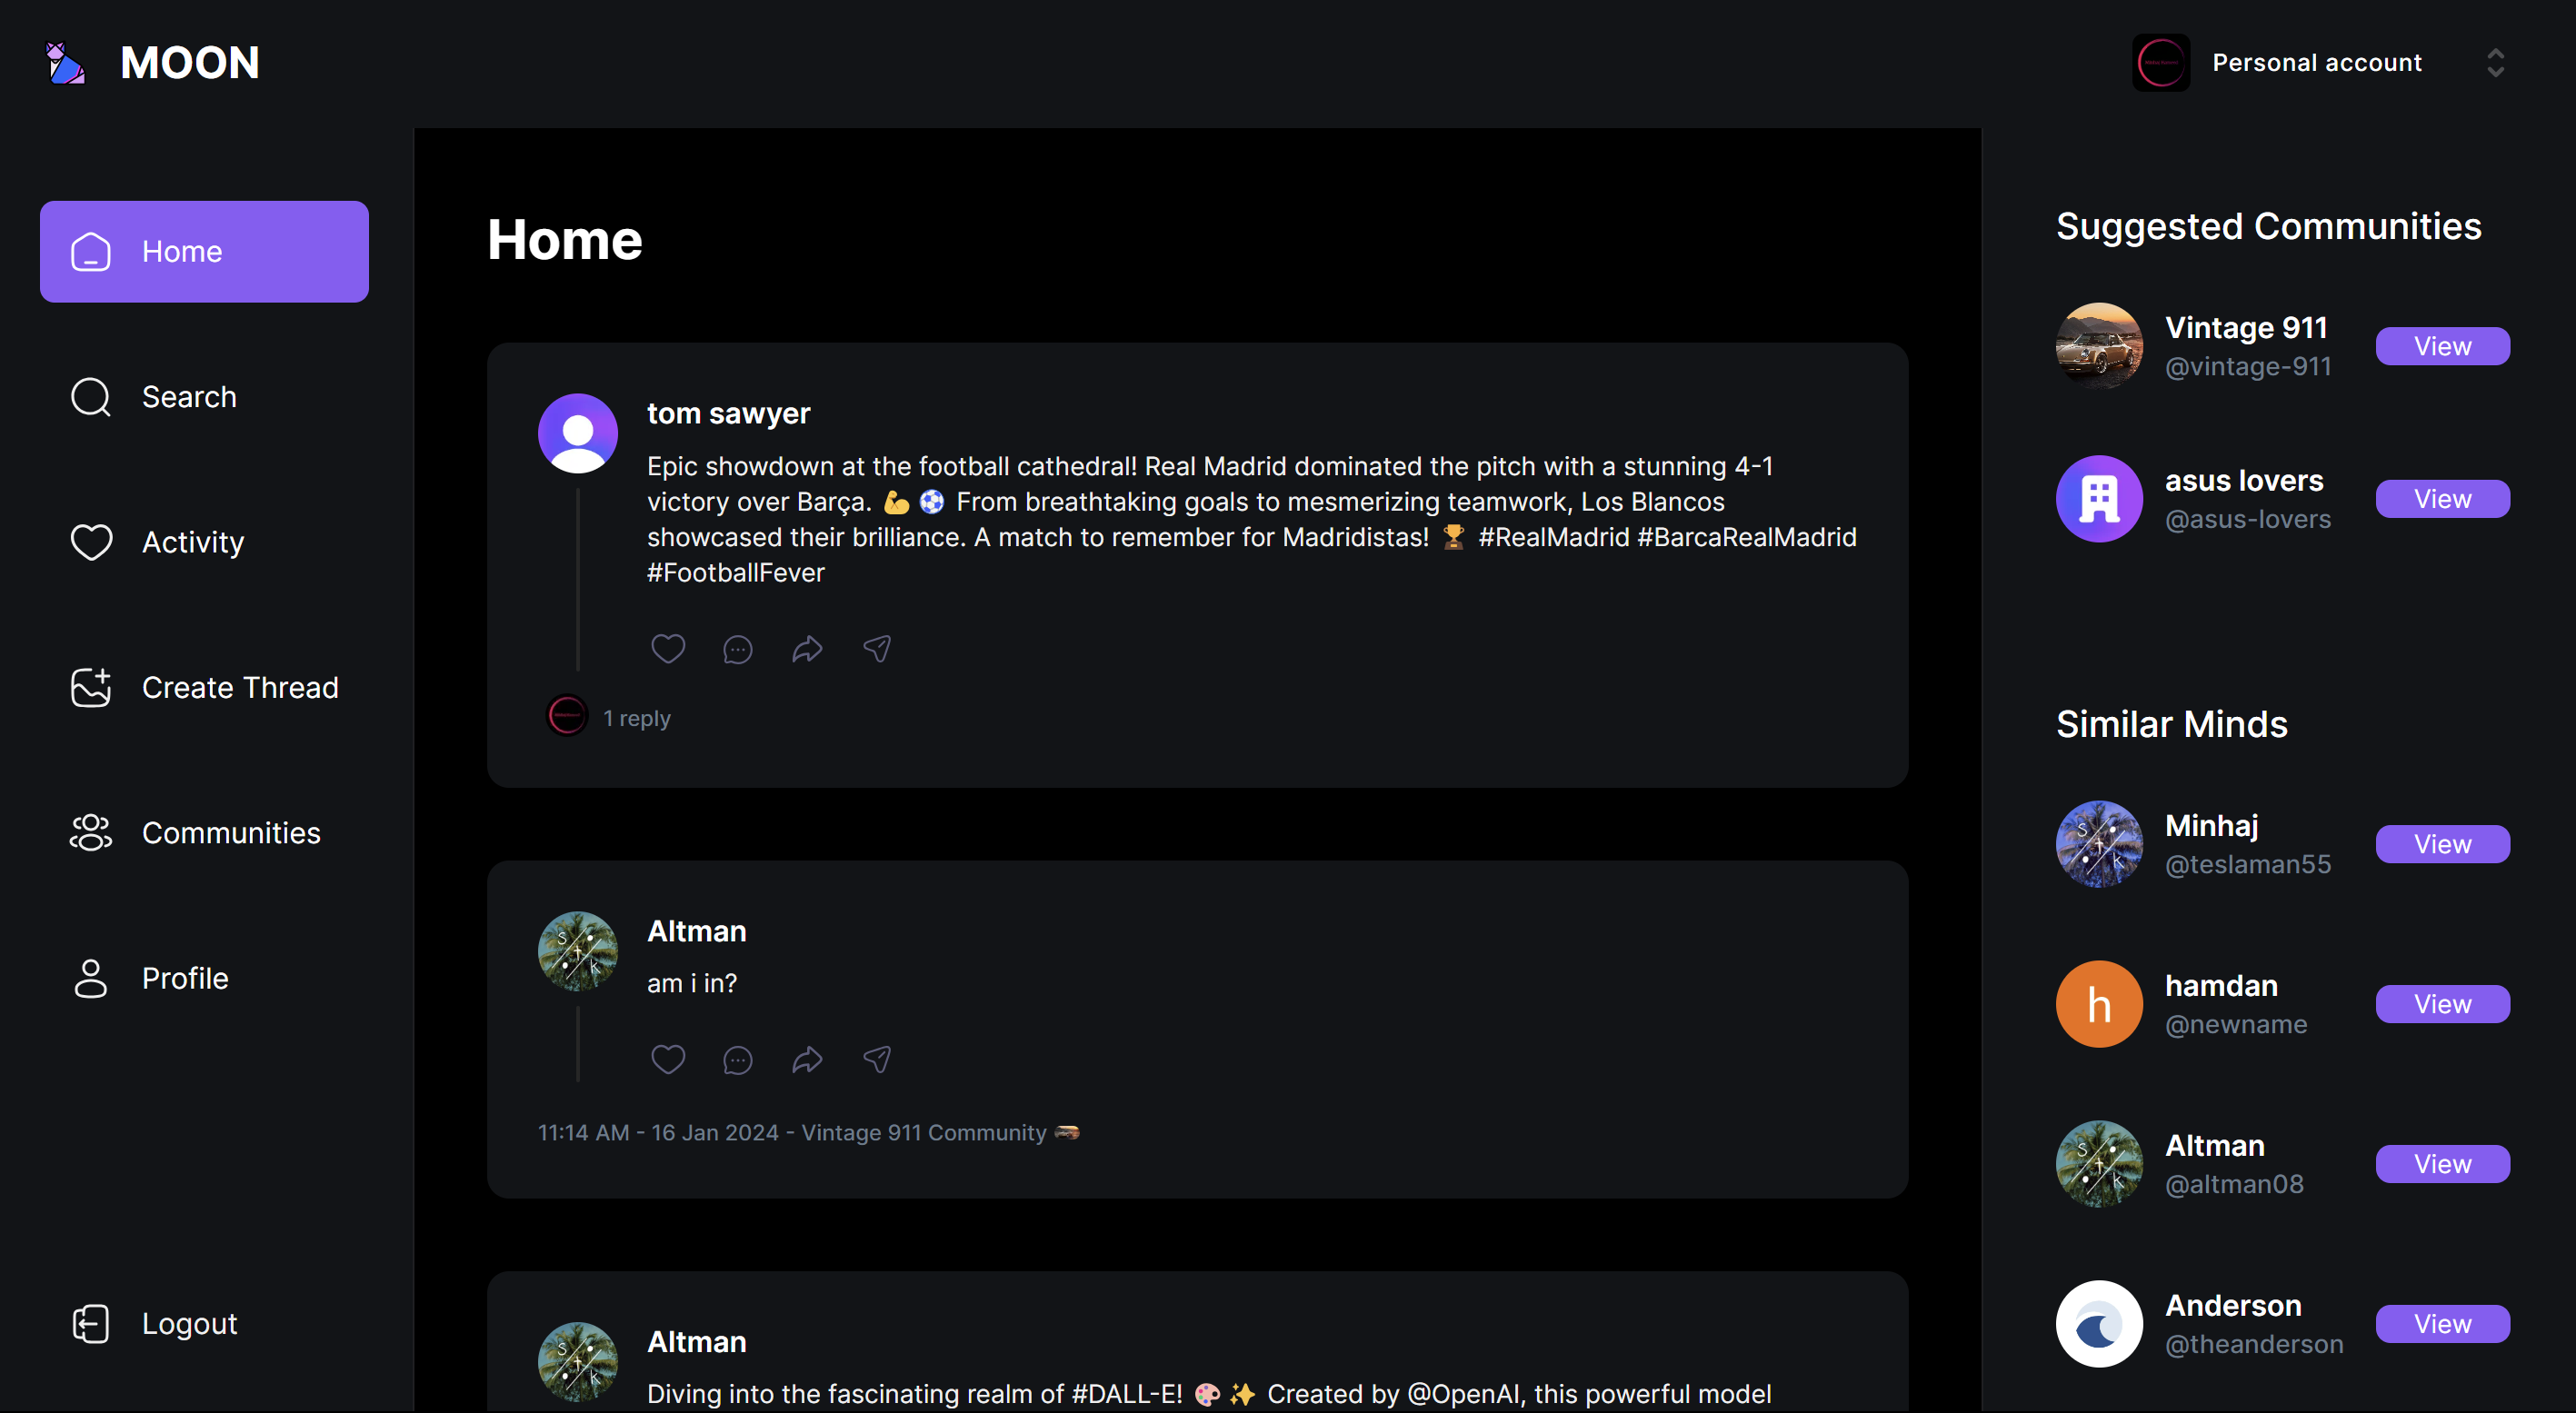 MOON
Personal account
Home
Search
Activity
Create Thread
Communities
Profile
Logout
Home
tom sawyer
Epic showdown at the football cathedral! Real Madrid dominated the pitch with a stunning 4-1
victory over Barça. 💪 ⚽ From breathtaking goals to mesmerizing teamwork, Los Blancos
showcased their brilliance. A match to remember for Madridistas! 🏆 #RealMadrid #BarcaRealMadrid
#FootballFever
1 reply
Altman
am i in?
11:14 AM - 16 Jan 2024 - Vintage 911 Community
Altman
Diving into the fascinating realm of #DALL-E! 🎨 ✨ Created by @OpenAI, this powerful model
Suggested Communities
Vintage 911
@vintage-911
View
asus lovers
@asus-lovers
View
Similar Minds
Minhaj
@teslaman55
View
h
hamdan
@newname
View
Altman
@altman08
View
Anderson
@theanderson
View